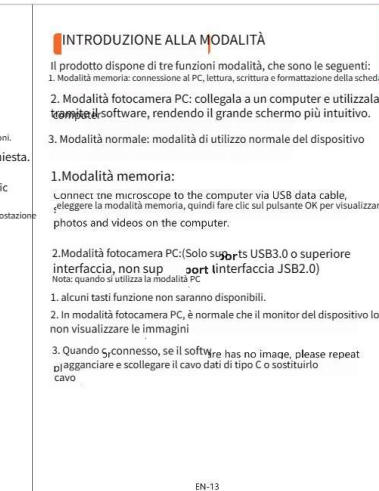 oni.
iesta.
ic
ostazione
INTRODUZIONE ALLA MODALITÀ
Il prodotto dispone di tre funzioni modalità, che sono le seguenti:
1. Modalità memoria: connessione al PC, lettura, scrittura e formattazione della scheda
2. Modalità fotocamera PC: collegala a un computer e utilizzala
tramite il software, rendendo il grande schermo più intuitivo.
computer
3. Modalità normale: modalità di utilizzo normale del dispositivo
1.Modalità memoria:
Connect the microscope to the computer via USB data cable,
eleggere la modalità memoria, quindi fare clic sul pulsante OK per visualizzar
photos and videos on the computer.
2.Modalità fotocamera PC:(Solo supports USB3.0 o superiore
interfaccia, non sup port l interfaccia JSB2.0)
Nota: quando si utilizza la modalità PC
1. alcuni tasti funzione non saranno disponibili.
2. In modalità fotocamera PC, è normale che il monitor del dispositivo lo
non visualizzare le immagini
3. Quando connesso, se il software has no image, please repeat
plagganciare e scollegare il cavo dati di tipo C o sostituirlo
cavo
EN-13